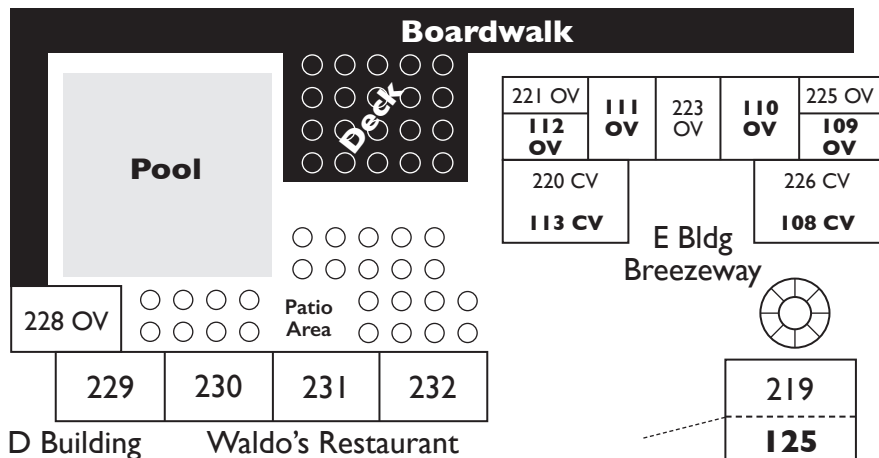 Boardwalk
Deck
Pool
221 OV
112
OV
111
OV
223
OV
110
OV
225 OV
109
OV
220 CV
113 CV
226 CV
108 CV
E Bldg
Breezeway
228 OV
Patio
Area
229
230
231
232
219
125
D Building
Waldo's Restaurant